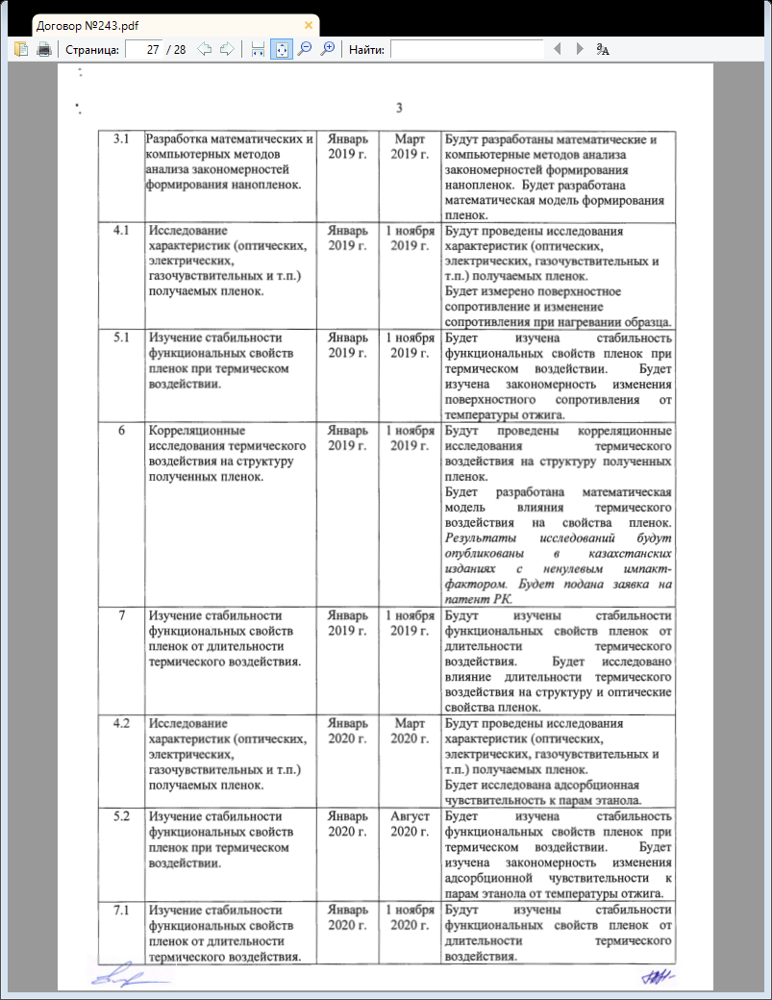 Договор №243.pdf
Страница: 27 / 28 Найти:
3
3.1 Разработка математических и Январь Март Будут разработаны математические и
компьютерных методов 2019 г. 2019 г. компьютерные методов анализа
анализа закономерностей закономерностей формирования
формирования нанопленок. нанопленок. Будет разработана
математическая модель формирования
пленок.
4.1 Исследование Январь 1 ноября Будут проведены исследования
характеристик (оптических, 2019 г. 2019 г. характеристик (оптических,
электрических, электрических, газочувствительных и
газочувствительных и т.п.) т.п.) получаемых пленок.
получаемых пленок. Будет измерено поверхностное
сопротивление и изменение
сопротивления при нагревании образца.
5.1 Изучение стабильности Январь 1 ноября Будет изучена стабильность
функциональных свойств 2019 г. 2019 г. функциональных свойств пленок при
пленок при термическом термическом воздействии. Будет
воздействии. изучена закономерность изменения
поверхностного сопротивления от
температуры отжига.
6 Корреляционные Январь 1 ноября Будут проведены корреляционные
исследования термического 2019 г. 2019 г. исследования термического
воздействия на структуру воздействия на структуру полученных
полученных пленок. пленок.
Будет разработана математическая
модель влияния термического
воздействия на свойства пленок.
Результаты исследований будут
опубликованы в казахстанских
изданиях с ненулевым импакт-
фактором. Будет подана заявка на
патент РК.
7 Изучение стабильности Январь 1 ноября Будут изучены стабильности
функциональных свойств 2019 г. 2019 г. функциональных свойств пленок от
пленок от длительности длительности термического
термического воздействия. воздействия. Будет исследовано
влияние длительности термического
воздействия на структуру и оптические
свойства пленок.
4.2 Исследование Январь Март Будут проведены исследования
характеристик (оптических, 2020 г. 2020 г. характеристик (оптических,
электрических, электрических, газочувствительных и
газочувствительных и т.п.) т.п.) получаемых пленок.
получаемых пленок. Будет исследована адсорбционная
чувствительность к парам этанола.
5.2 Изучение стабильности Январь Август Будет изучена стабильность
функциональных свойств 2020 г. 2020 г. функциональных свойств пленок при
пленок при термическом термическом воздействии. Будет
воздействии. изучена закономерность изменения
адсорбционной чувствительности к
парам этанола от температуры отжига.
7.1 Изучение стабильности Январь 1 ноября Будут изучены стабильности
функциональных свойств 2020 г. 2020 г. функциональных свойств пленок от
пленок от длительности длительности термического
термического воздействия. воздействия.